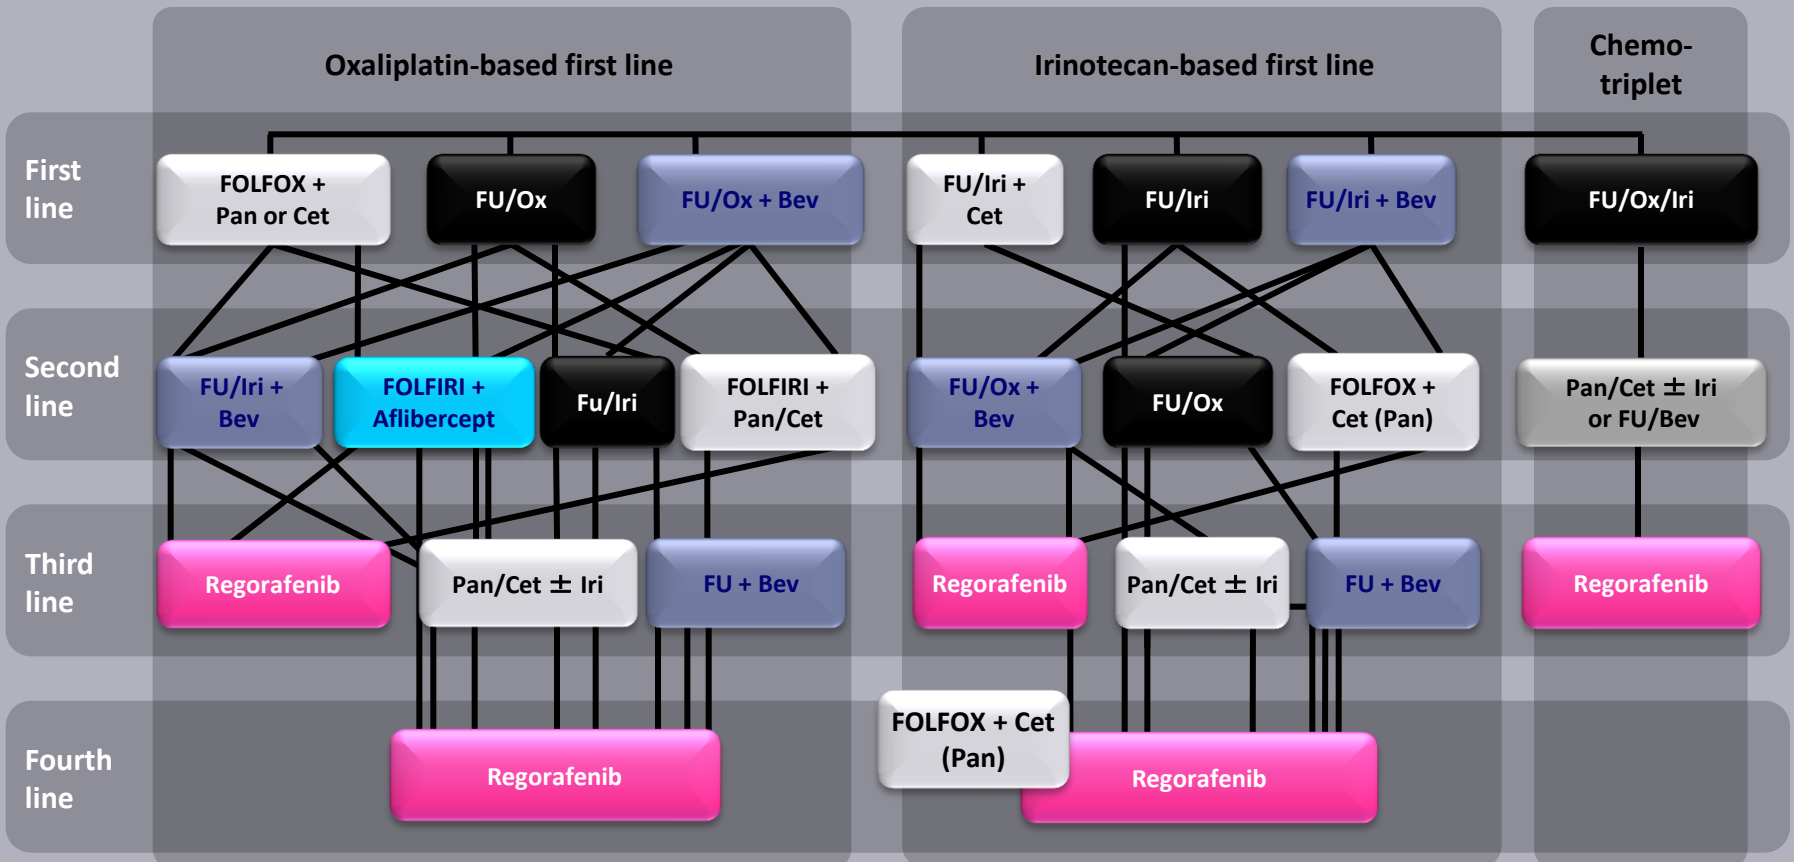 Oxaliplatin-based first line
Irinotecan-based first line
Chemo-
triplet
First
line
FOLFOX +
Pan or Cet
FU/Ox
FU/Ox + Bev
FU/Iri +
Cet
FU/Iri
FU/Iri + Bev
FU/Ox/Iri
Second
line
FU/Iri +
Bev
FOLFIRI +
Aflibercept
Fu/Iri
FOLFIRI +
Pan/Cet
FU/Ox +
Bev
FU/Ox
FOLFOX +
Cet (Pan)
Pan/Cet ± Iri
or FU/Bev
Third
line
Regorafenib
Pan/Cet ± Iri
FU + Bev
Regorafenib
Pan/Cet ± Iri
FU + Bev
Regorafenib
Fourth
line
Regorafenib
FOLFOX + Cet
(Pan)
Regorafenib